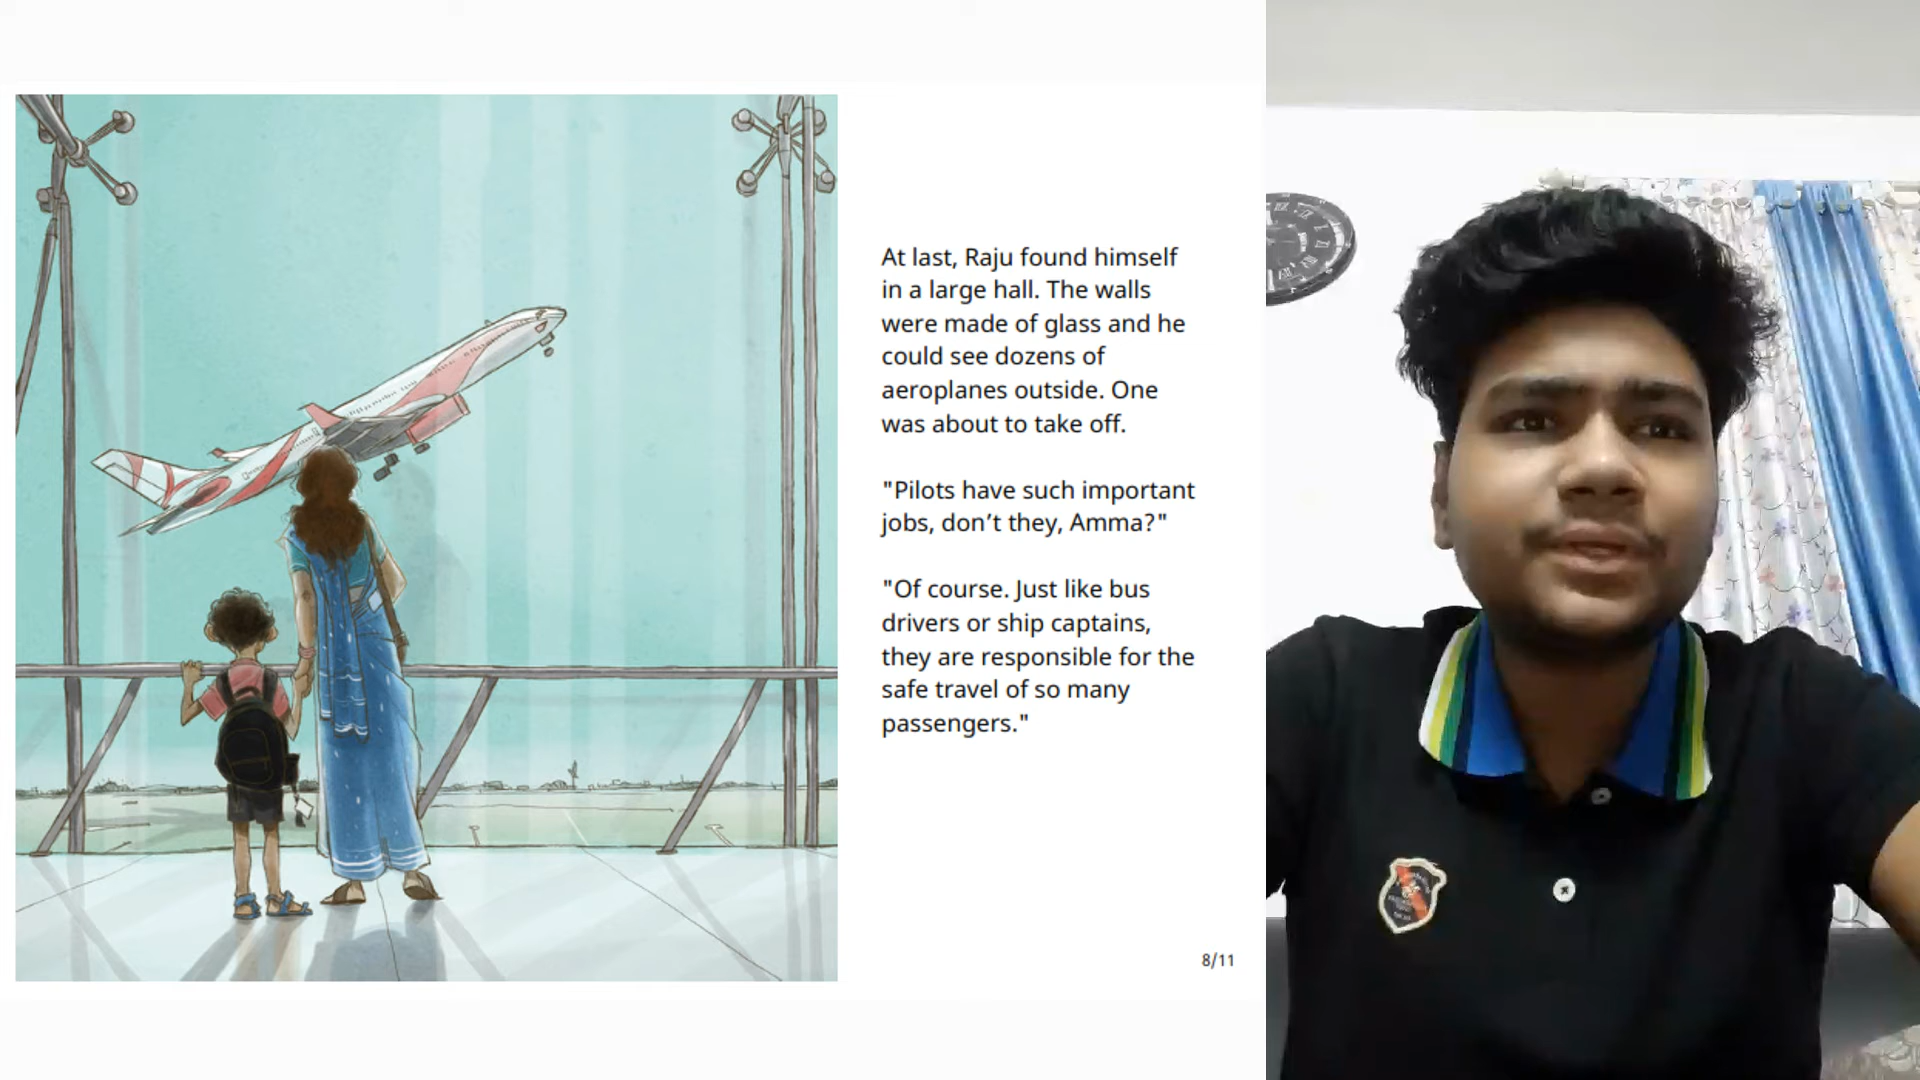 At last, Raju found himself
in a large hall. The walls
were made of glass and he
could see dozens of
aeroplanes outside. One
was about to take off.
"Pilots have such important
jobs, don’t they, Amma?"
"Of course. Just like bus
drivers or ship captains,
they are responsible for the
safe travel of so many
passengers."
8/11